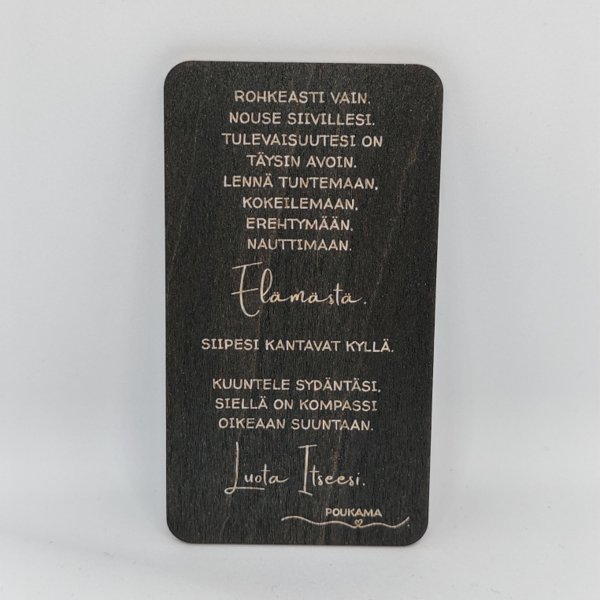 ROHKEASTI VAIN.
NOUSE SIIVILLESI.
TULEVAISUUTESI ON
TÄYSIN AVOIN.
LENNÄ TUNTEMAAN,
KOKEILEMAAN,
EREHTYMÄÄN,
NAUTTIMAAN.
Elämästä.
SIIPESI KANTAVAT KYLLÄ.
KUUNTELE SYDÄNTÄSI,
SIELLÄ ON KOMPASSI
OIKEAAN SUUNTAAN.
Luota Itseesi.
POUKAMA